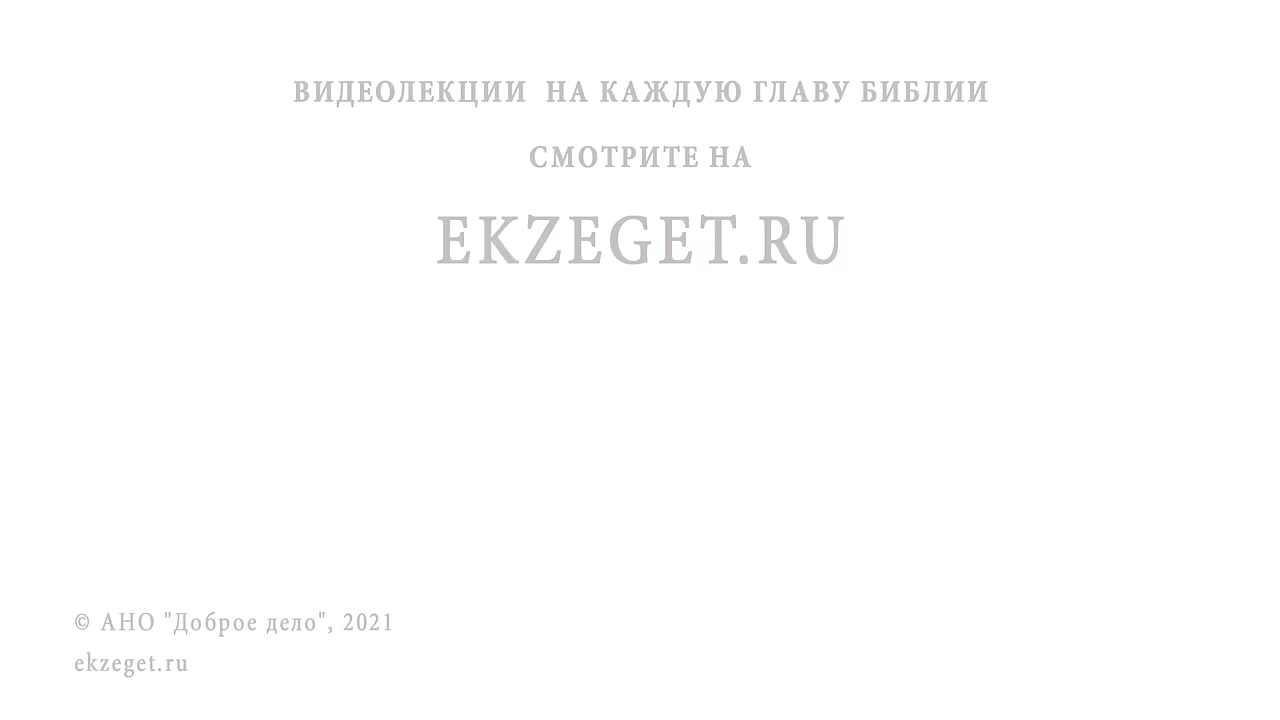 ВИДЕОЛЕКЦИИ НА КАЖДУЮ ГЛАВУ БИБЛИИ
СМОТРИТЕ НА
EKZEGET.RU
© АНО "Доброе дело", 2021
ekzeget.ru